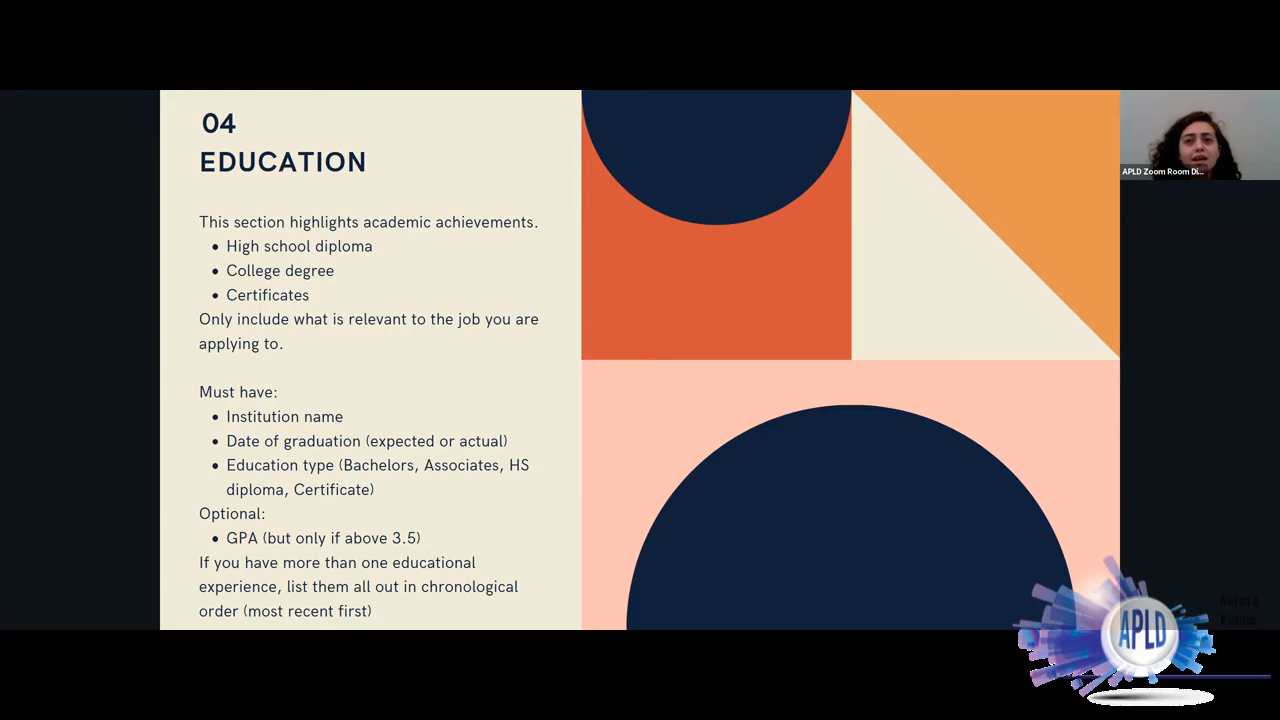 04
EDUCATION
This section highlights academic achievements.
• High school diploma
• College degree
• Certificates
Only include what is relevant to the job you are
applying to.
Must have:
• Institution name
• Date of graduation (expected or actual)
• Education type (Bachelors, Associates, HS
diploma, Certificate)
Optional:
• GPA (but only if above 3.5)
If you have more than one educational
experience, list them all out in chronological
order (most recent first)
APLD Zoom Room Di...
APLD
Aurora
Public